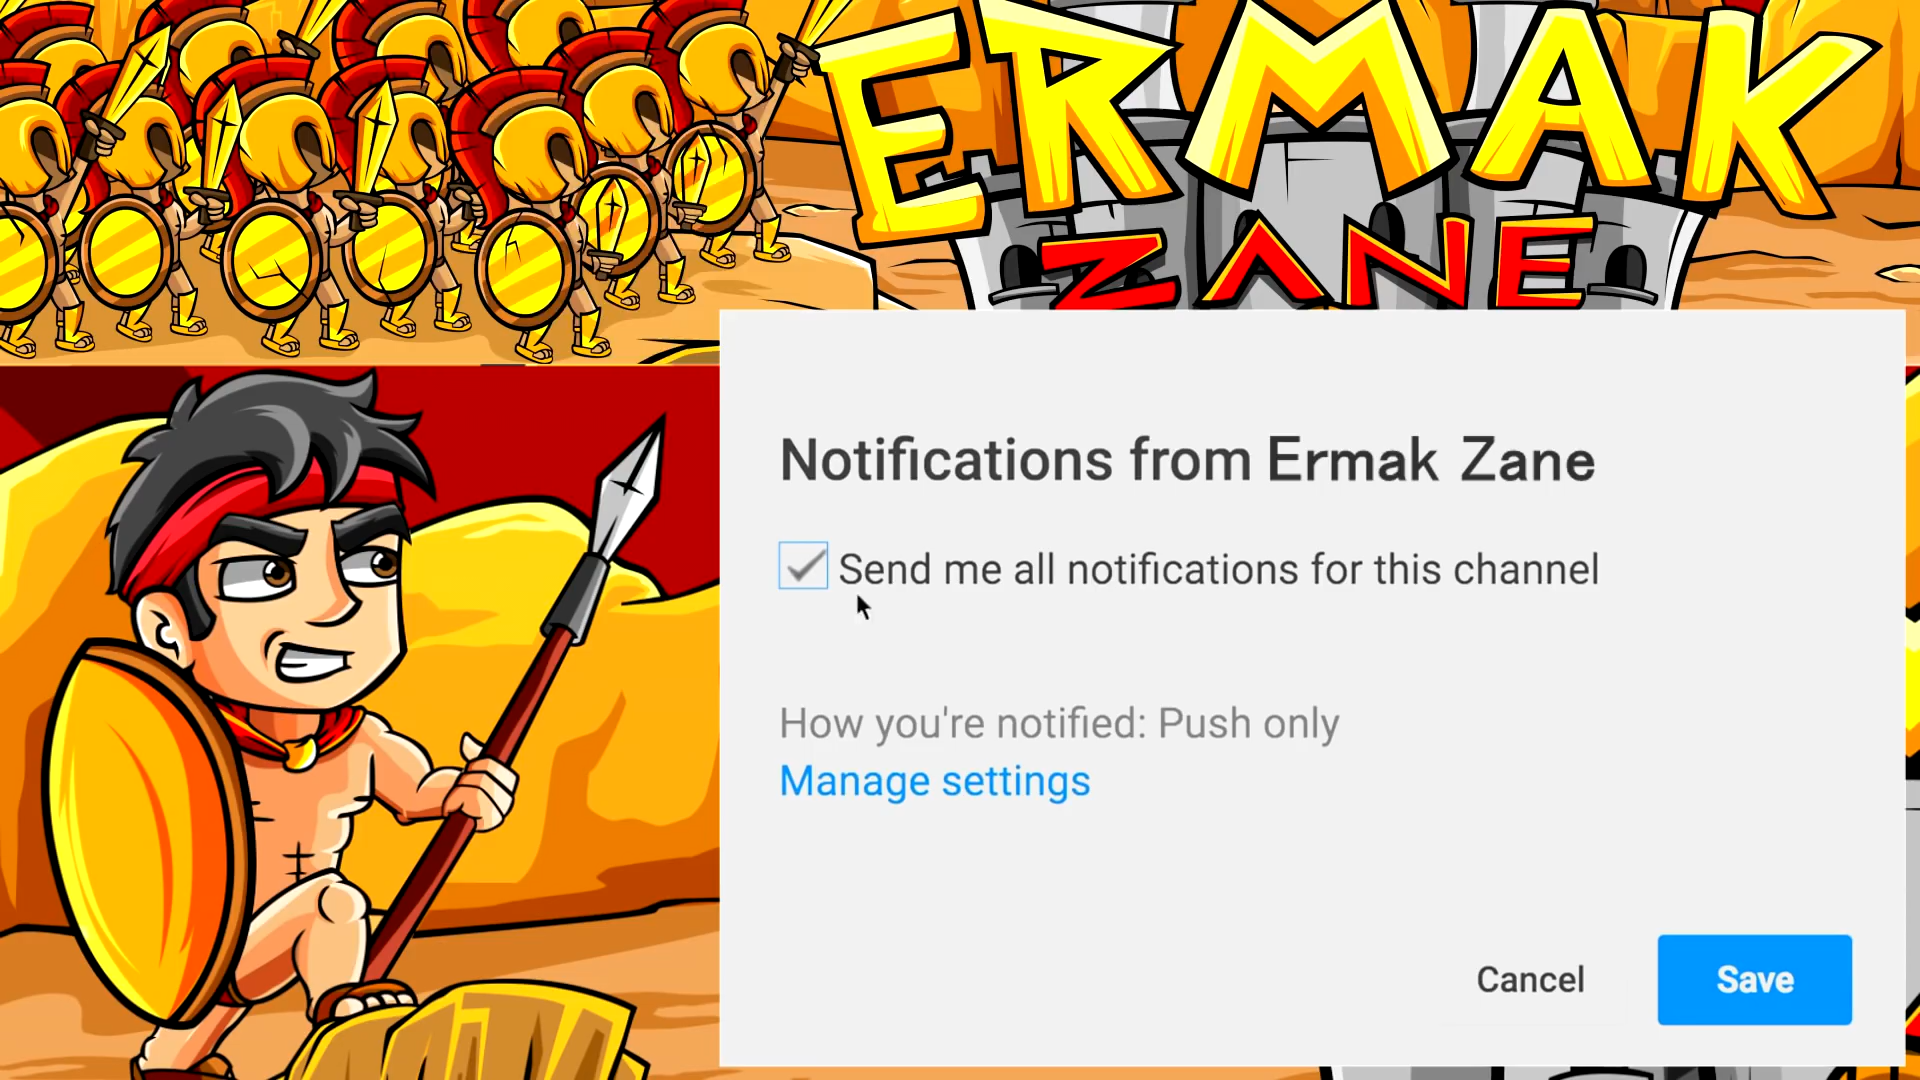 ERMAK
ZANE
Notifications from Ermak Zane
Send me all notifications for this channel
How you're notified: Push only
Manage settings
Cancel
Save